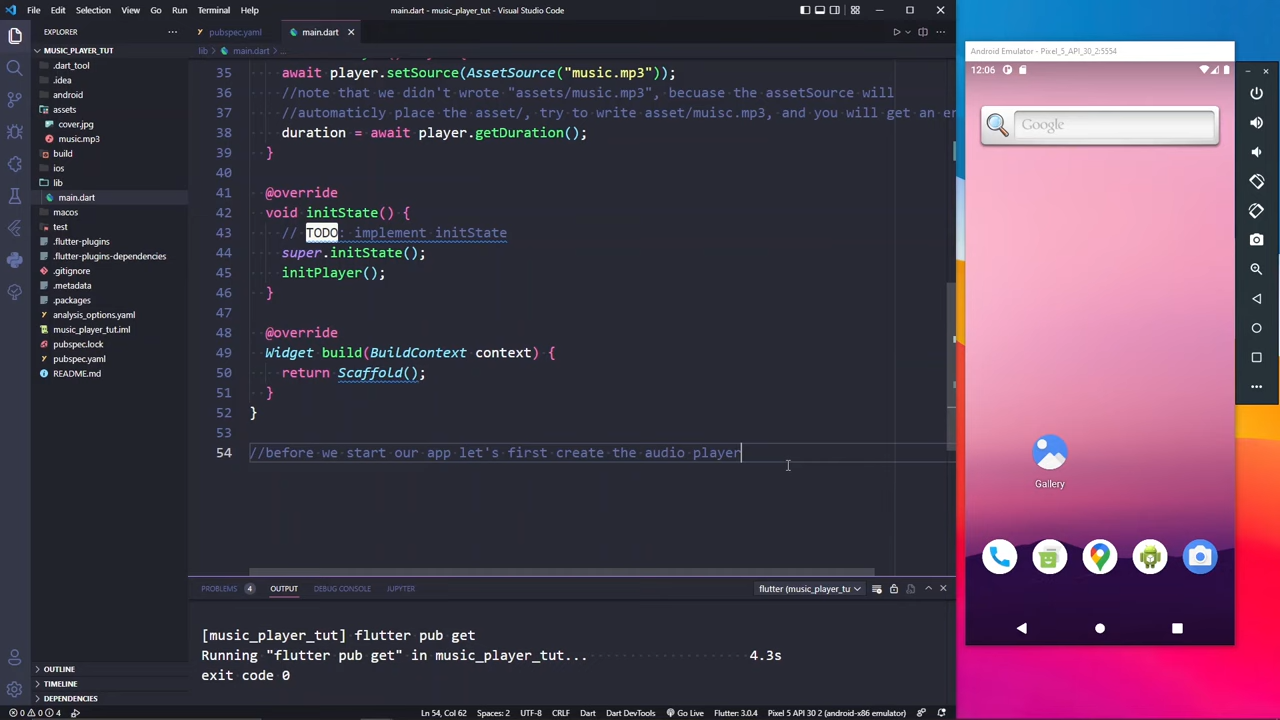 File Edit Selection View Go Run Terminal Help
main.dart - music_player_tut - Visual Studio Code
EXPLORER
MUSIC_PLAYER_TUT
.dart_tool
.idea
android
assets
cover.jpg
music.mp3
build
ios
lib
main.dart
macos
test
.flutter-plugins
.flutter-plugins-dependencies
.gitignore
.metadata
.packages
analysis_options.yaml
music_player_tut.iml
pubspec.lock
pubspec.yaml
README.md
OUTLINE
TIMELINE
DEPENDENCIES
pubspec.yaml main.dart
lib > main.dart > ...
35 await player.setSource(AssetSource("music.mp3"));
36 //note that we didn't wrote "assets/music.mp3", becuase the assetSource will
37 //automaticly place the asset/, try to write asset/muisc.mp3, and you will get an er
38 duration = await player.getDuration();
39 }
40
41 @override
42 void initState() {
43 // TODO: implement initState
44 super.initState();
45 initPlayer();
46 }
47
48 @override
49 Widget build(BuildContext context) {
50 return Scaffold();
51 }
52 }
53
54 //before we start our app let's first create the audio player
PROBLEMS 4 OUTPUT DEBUG CONSOLE JUPYTER
flutter (music_player_tu
[music_player_tut] flutter pub get
Running "flutter pub get" in music_player_tut... 4.3s
exit code 0
0 0 4
Ln 54, Col 62 Spaces: 2 UTF-8 CRLF Dart Dart DevTools Go Live Flutter: 3.0.4 Pixel 5 API 30 2 (android-x86 emulator)
Android Emulator - Pixel_5_API_30_2:5554
12:06
Google
Gallery